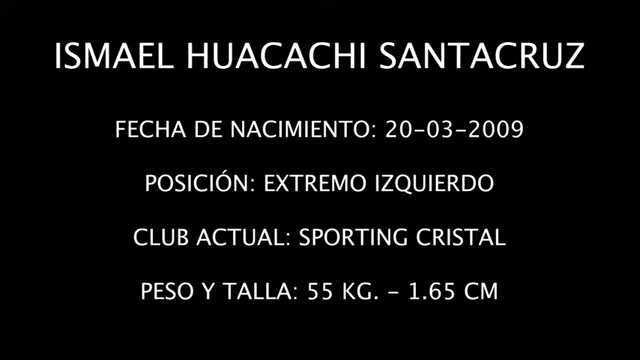 ISMAEL HUACACHI SANTACRUZ
FECHA DE NACIMIENTO: 20-03-2009
POSICIÓN: EXTREMO IZQUIERDO
CLUB ACTUAL: SPORTING CRISTAL
PESO Y TALLA: 55 KG. - 1.65 CM